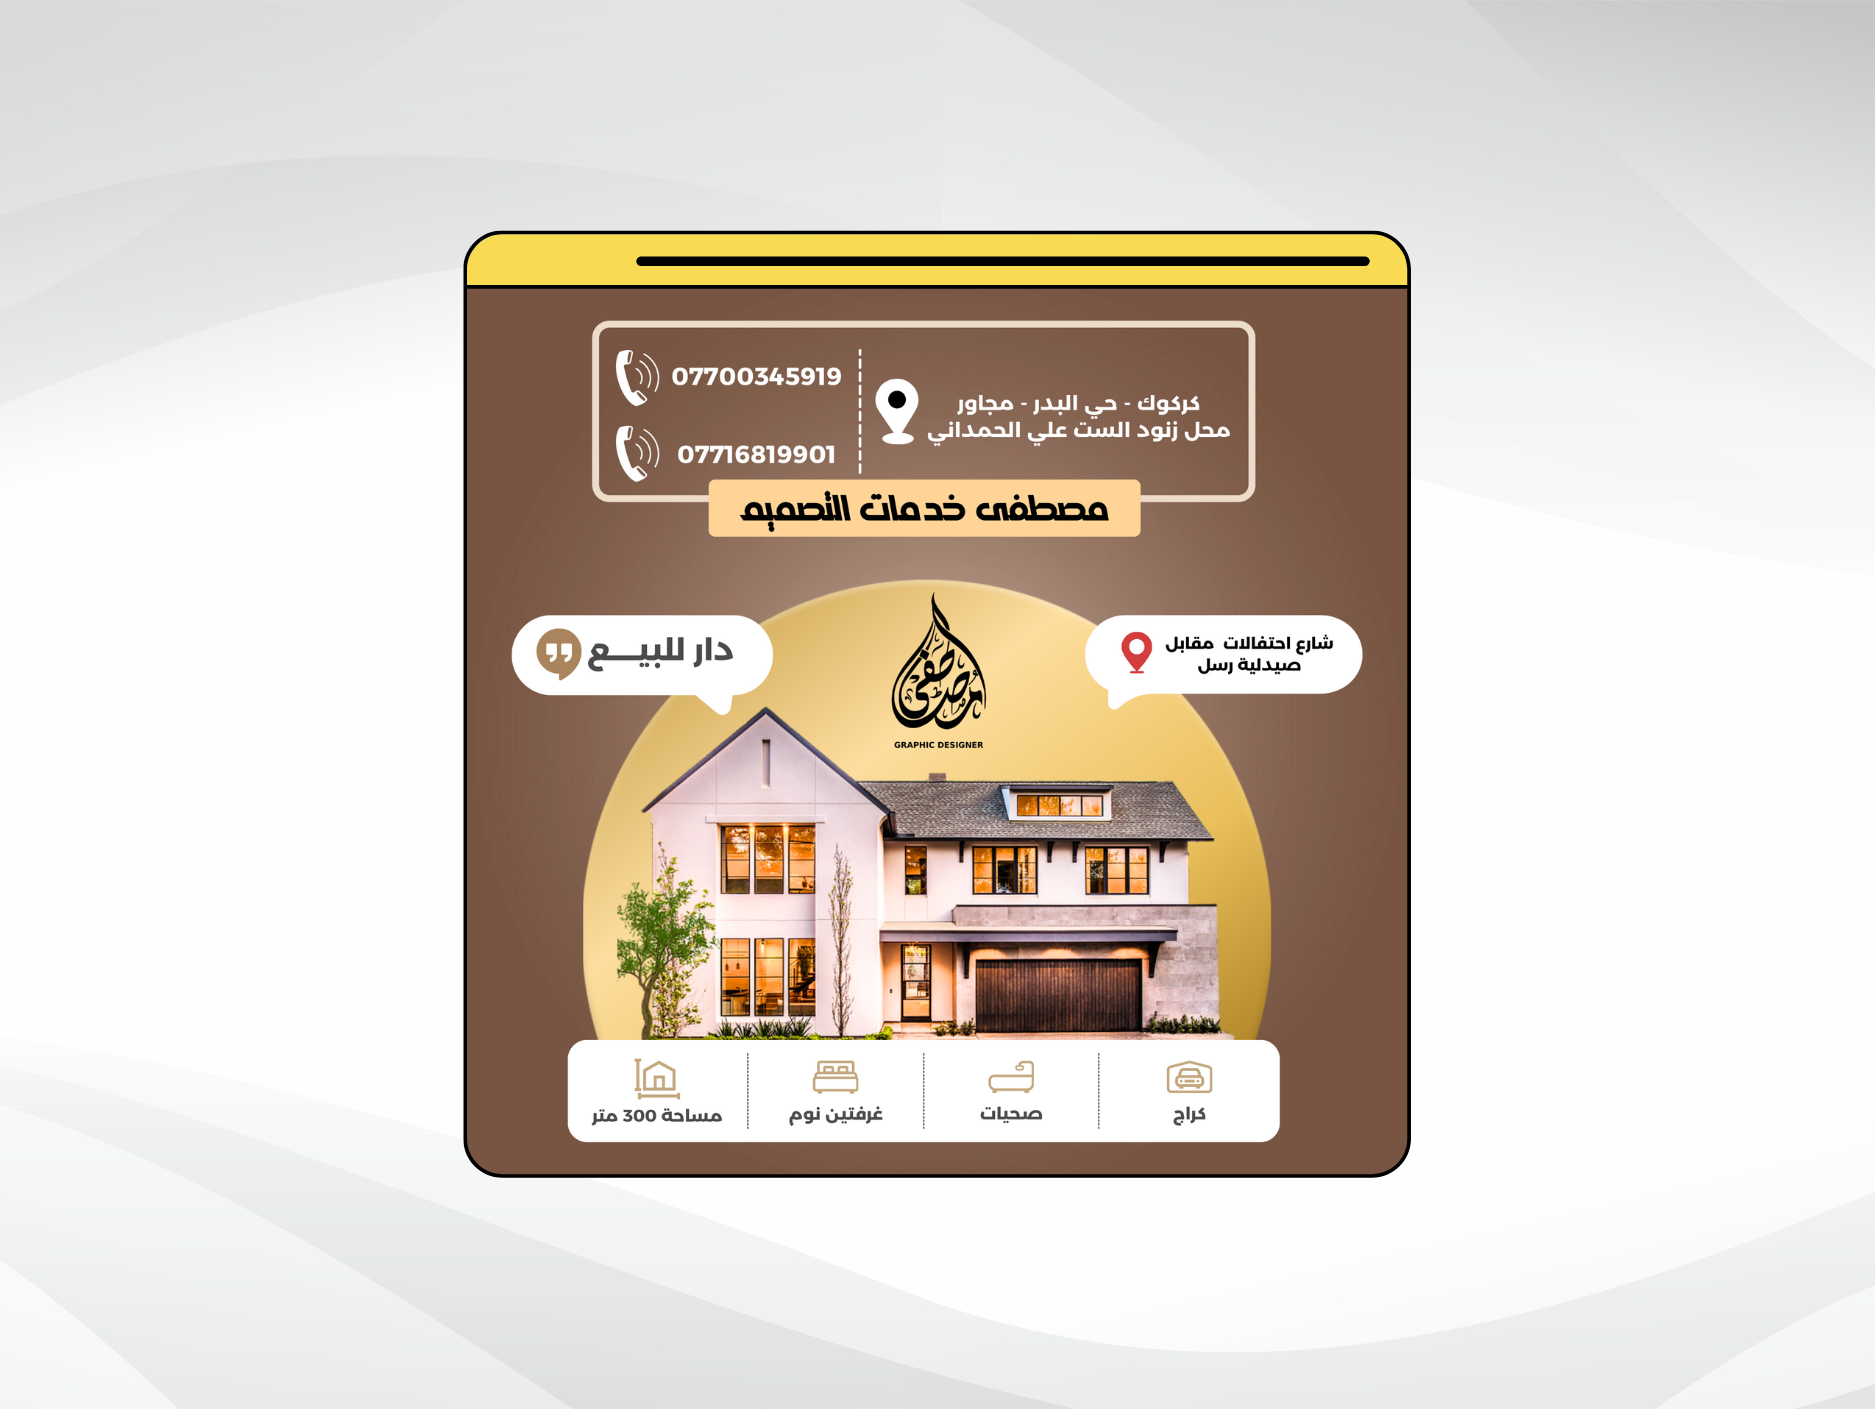 07700345919
07716819901
كركوك - حي البدر - مجاور
محل زنود الست علي الحمداني
مصطفى خدمات التصميم
دار للبيـــع
شارع احتفالات مقابل
صيدلية رسل
مصطفى
GRAPHIC DESIGNER
مساحة 300 متر
غرفتين نوم
صحيات
كراج